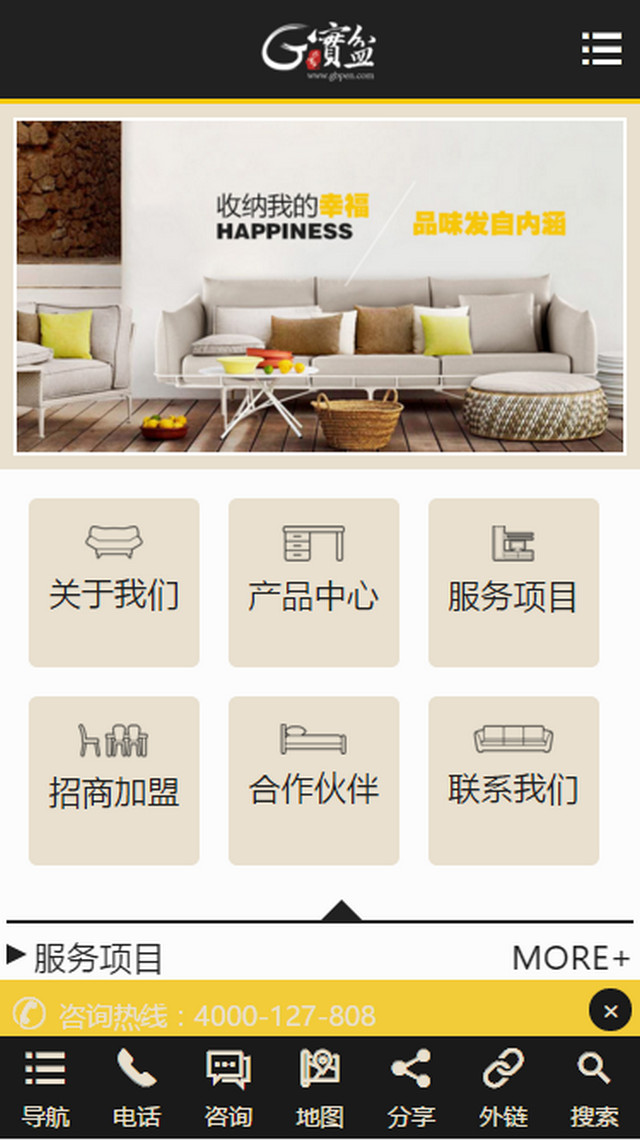 G寶盆
www.gbpen.com
收纳我的幸福
HAPPINESS
品味发自内涵
关于我们
产品中心
服务项目
招商加盟
合作伙伴
联系我们
服务项目
MORE+
咨询热线：4000-127-808
导航
电话
咨询
地图
分享
外链
搜索